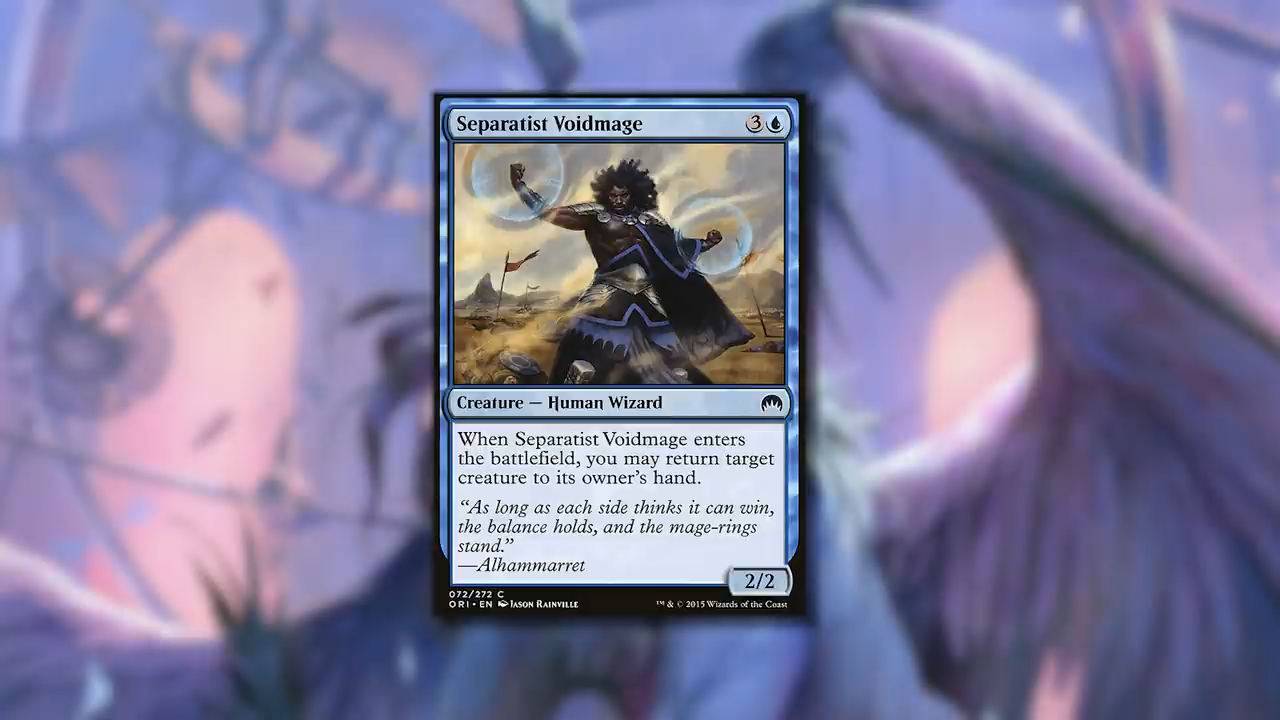 Separatist Voidmage 3
Creature — Human Wizard
When Separatist Voidmage enters
the battlefield, you may return target
creature to its owner's hand.
“As long as each side thinks it can win,
the balance holds, and the mage-rings
stand.”
—Alhammarret
2/2
072/272 C
ORI • EN JASON RAINVILLE
™ & © 2015 Wizards of the Coast